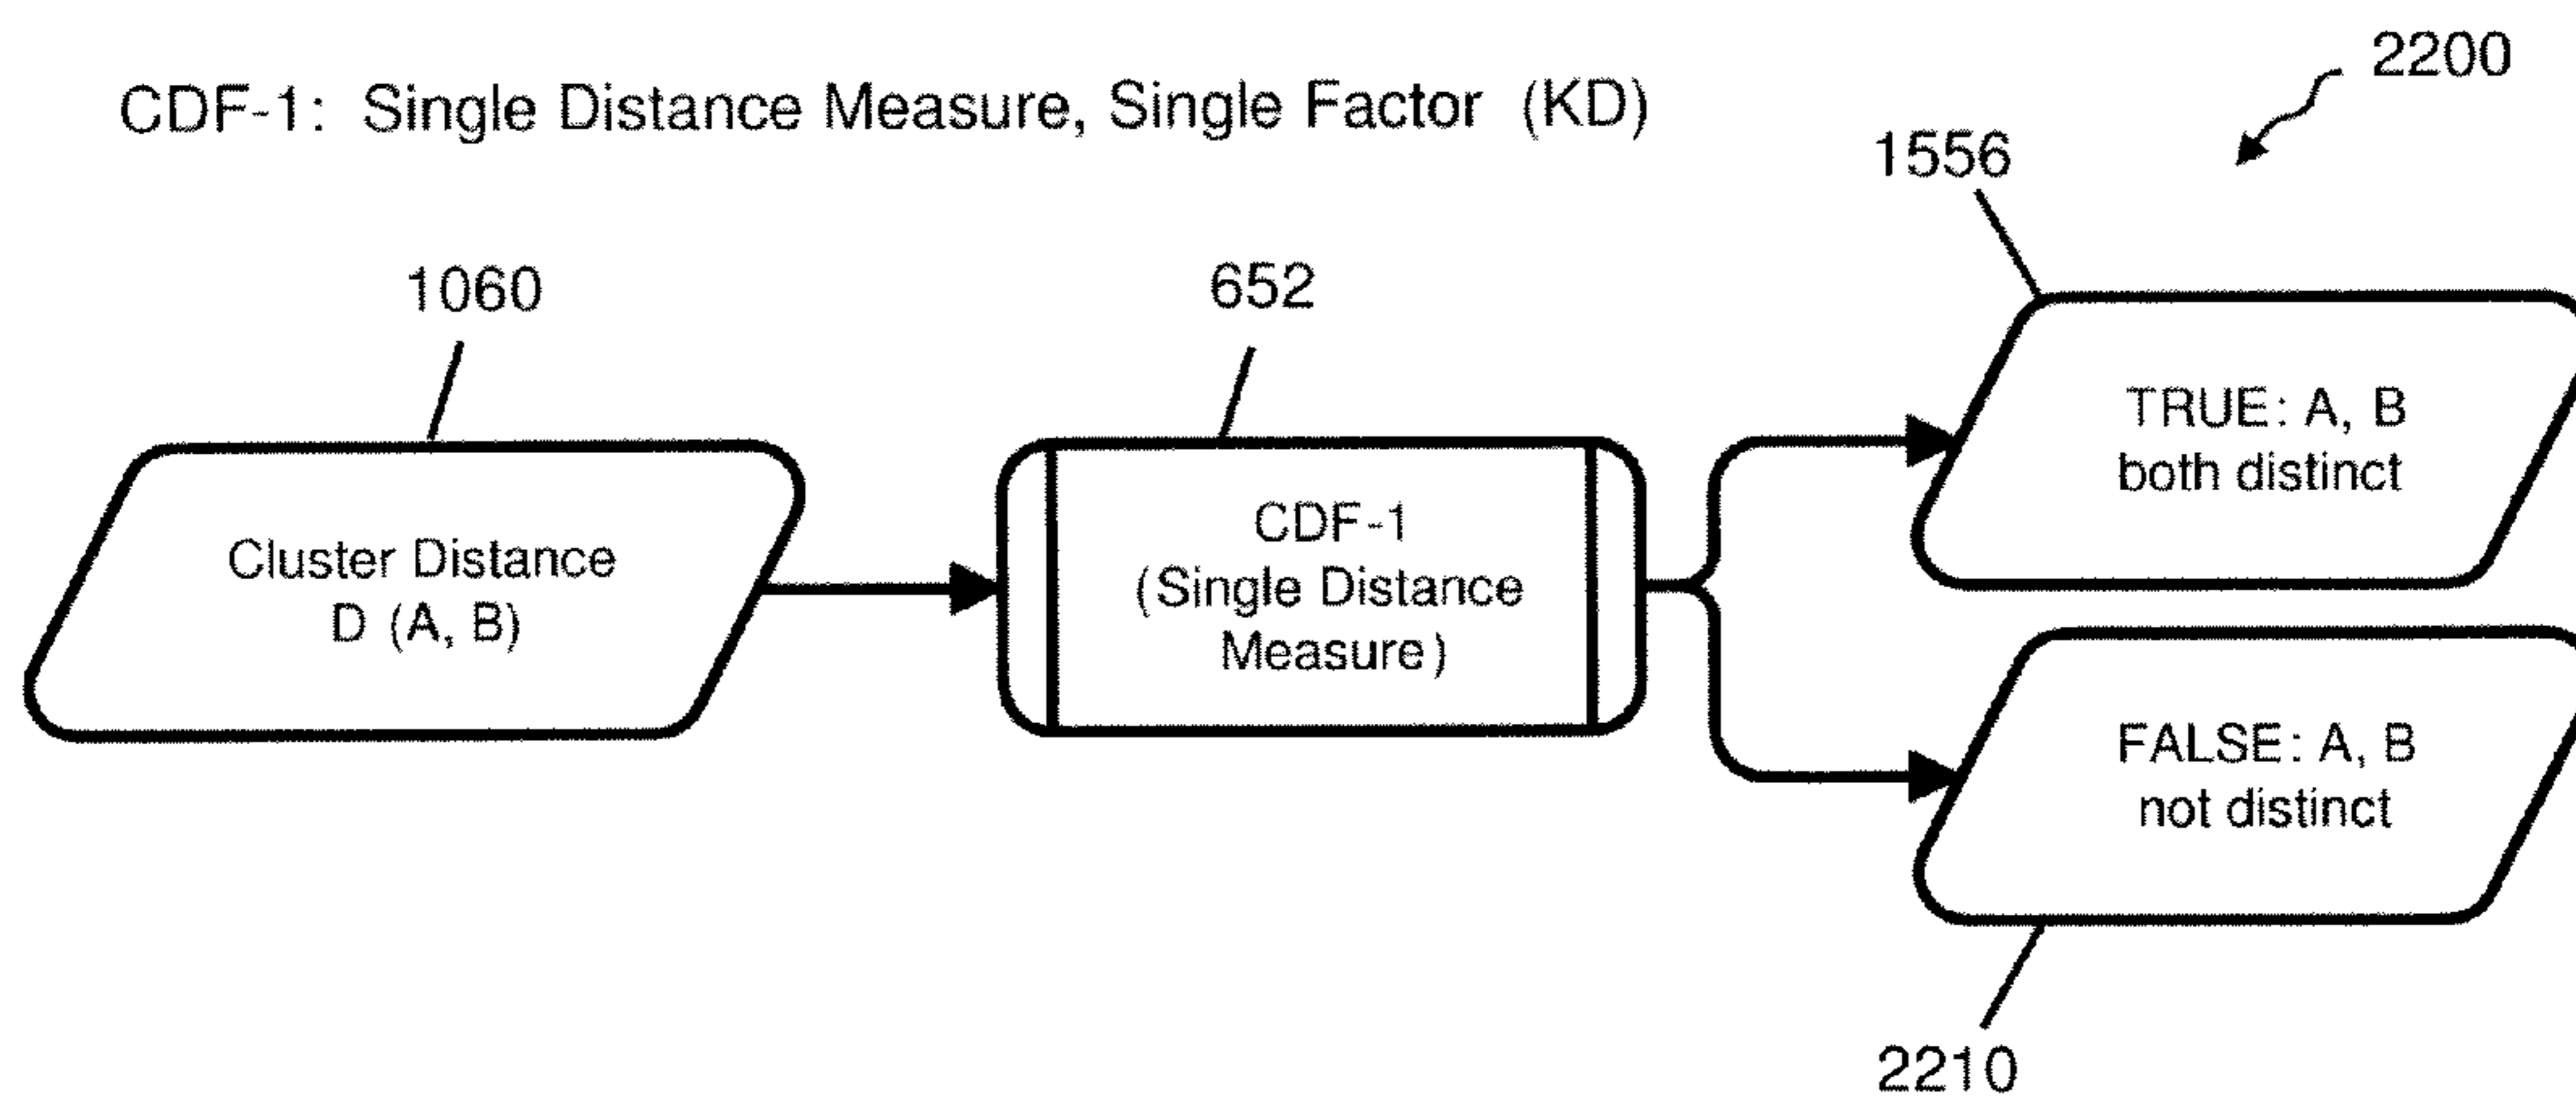 2200
CDF-1: Single Distance Measure, Single Factor (KD)
1556
1060
652
TRUE: A, B
both distinct
Cluster Distance
D (A, B)
CDF-1
(Single Distance
Measure)
FALSE: A, B
not distinct
2210